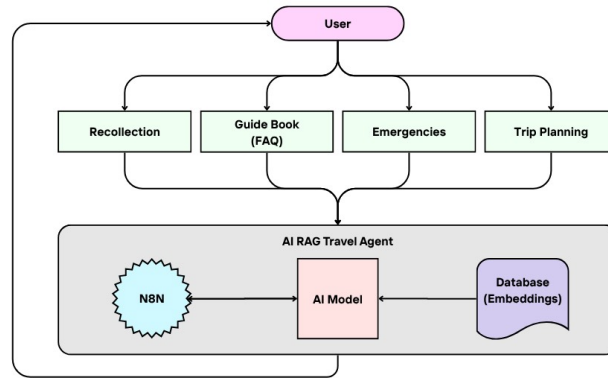 User
Recollection
Guide Book
(FAQ)
Emergencies
Trip Planning
AI RAG Travel Agent
N8N
AI Model
Database
(Embeddings)